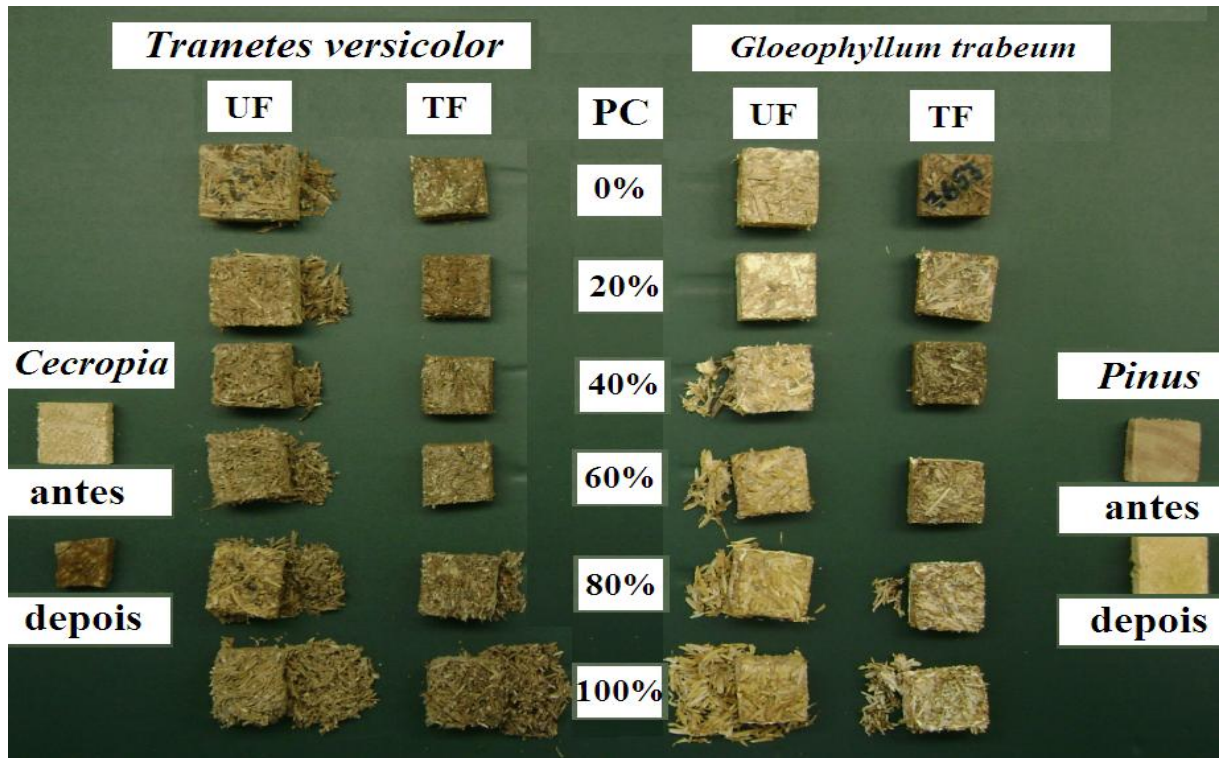 Trametes versicolor
Gloeophyllum trabeum
UF
TF
PC
UF
TF
0%
20%
40%
60%
80%
100%
Cecropia
antes
depois
Pinus
antes
depois
3653